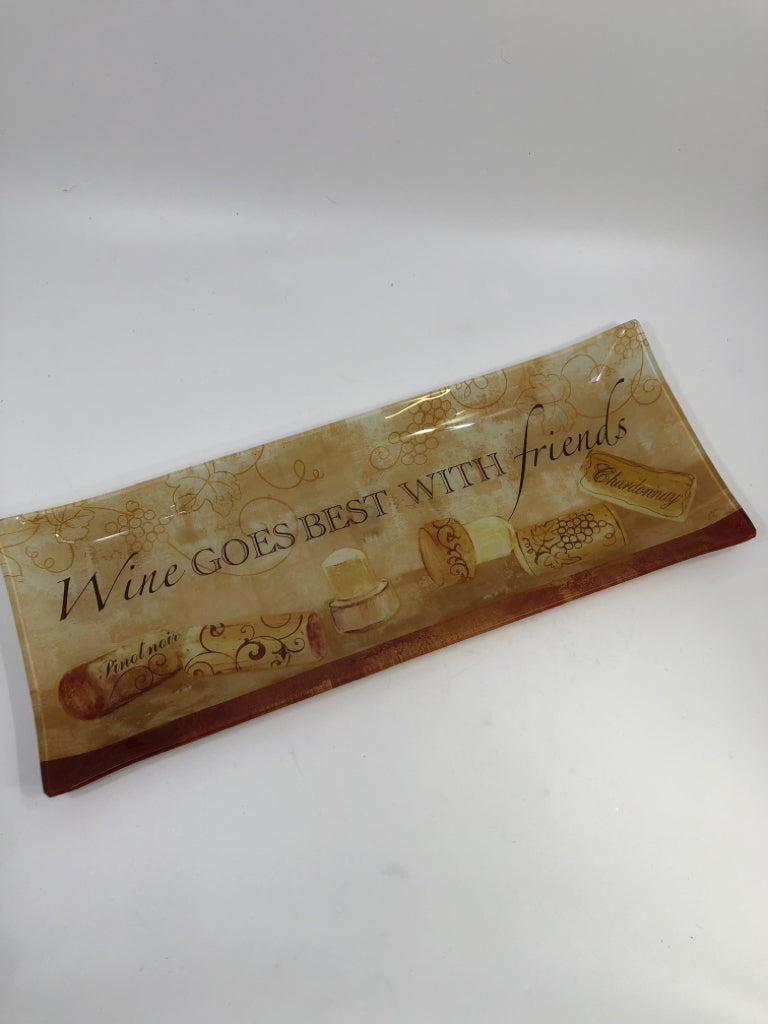 Wine GOES BEST WITH friends
Chardonnay
Pinot noir